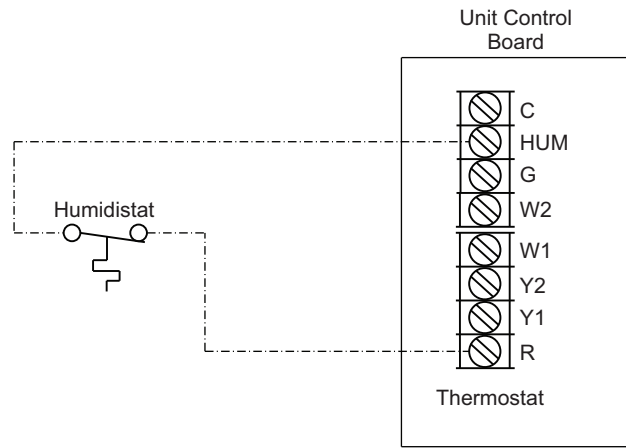 Unit Control
Board
C
HUM
G
Humidistat
W2
W1
Y2
Y1
R
Thermostat